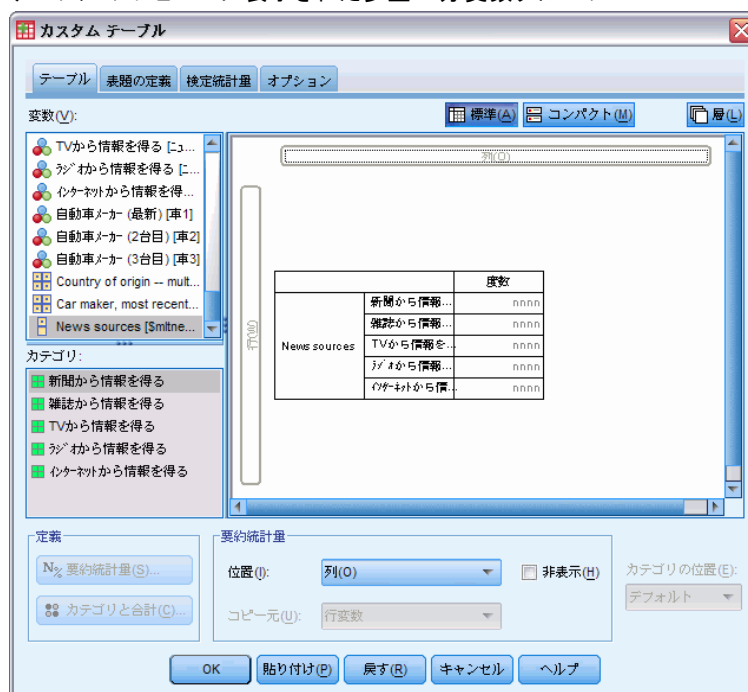 カスタム テーブル
テーブル 表題の定義 検定統計量 オプション
変数(V):
標準(A) コンパクト(M) 層(L)
TVから情報を得る [ニュ...
ラジオから情報を得る [ニ...
インターネットから情報を得...
自動車メーカー (最新) [車1]
自動車メーカー (2台目) [車2]
自動車メーカー (3台目) [車3]
Country of origin -- mult...
Car maker, most recent...
News sources [$mltne...
カテゴリ:
新聞から情報を得る
雑誌から情報を得る
TVから情報を得る
ラジオから情報を得る
インターネットから情報を得る
列(O)
行(W)
度数
News sources
新聞から情報... nnnn
雑誌から情報... nnnn
TVから情報を... nnnn
ラジオから情報... nnnn
インターネットから情... nnnn
定義
N% 要約統計量(S)...
カテゴリと合計(C)...
要約統計量
位置(I): 列(O) 非表示(H)
コピー元(U): 行変数
カテゴリの位置(E):
デフォルト
OK 貼り付け(P) 戻す(R) キャンセル ヘルプ